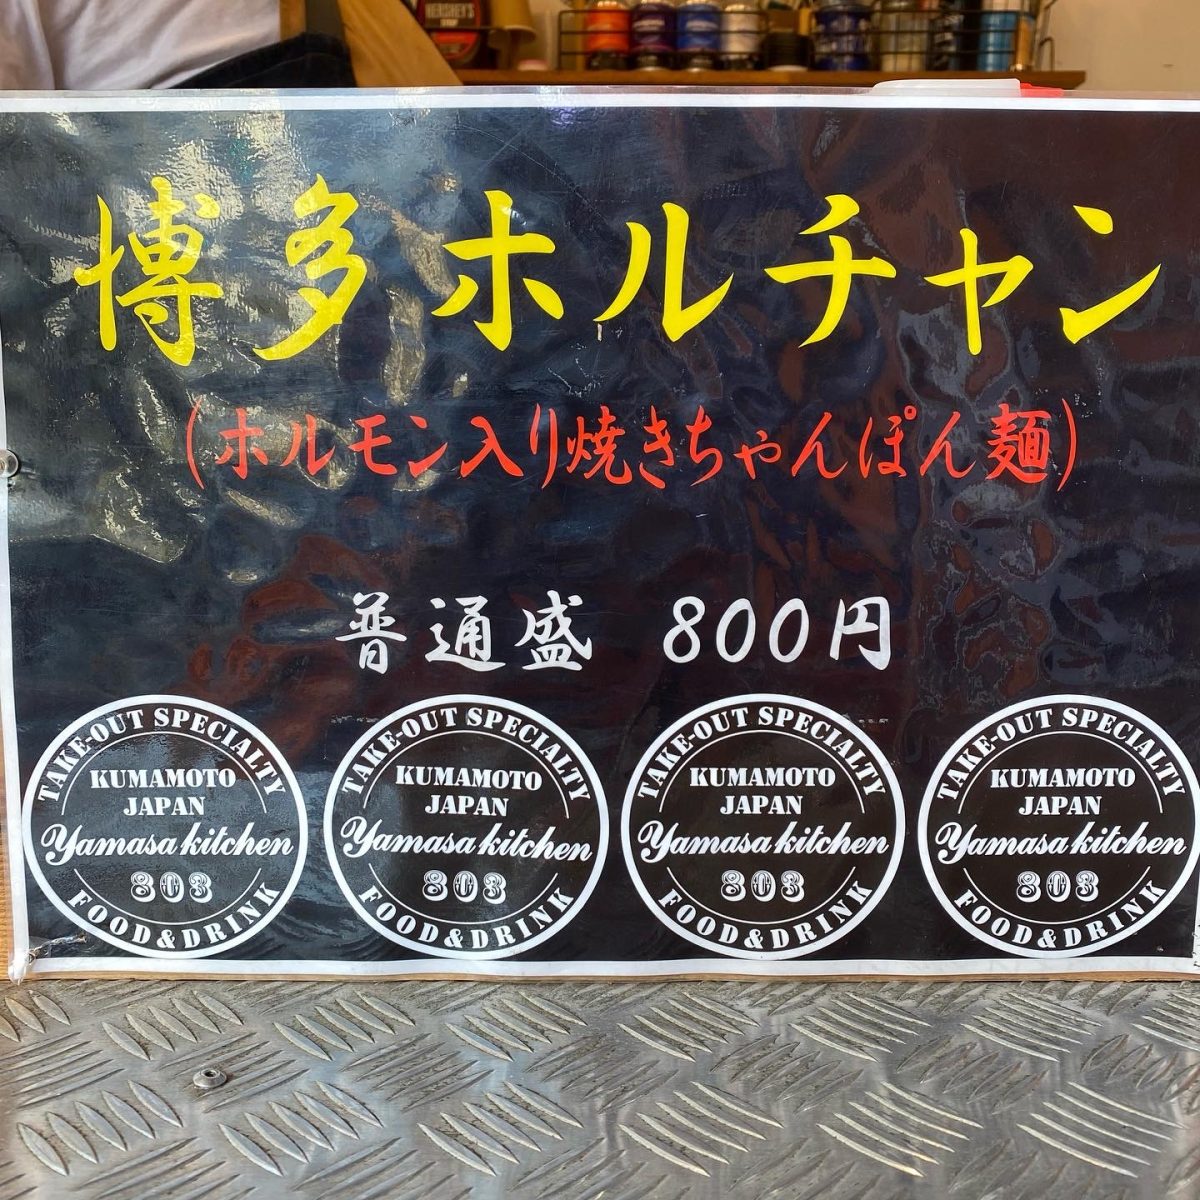 HERSHEY'S
博多ホルチャン
(ホルモン入り焼きちゃんぽん麺)
普通盛 800円
TAKE-OUT SPECIALTY
KUMAMOTO
JAPAN
Yamasa kitchen
803
FOOD&DRINK
TAKE-OUT SPECIALTY
KUMAMOTO
JAPAN
Yamasa kitchen
803
FOOD&DRINK
TAKE-OUT SPECIALTY
KUMAMOTO
JAPAN
Yamasa kitchen
803
FOOD&DRINK
TAKE-OUT SPECIALTY
KUMAMOTO
JAPAN
Yamasa kitchen
803
FOOD&DRINK